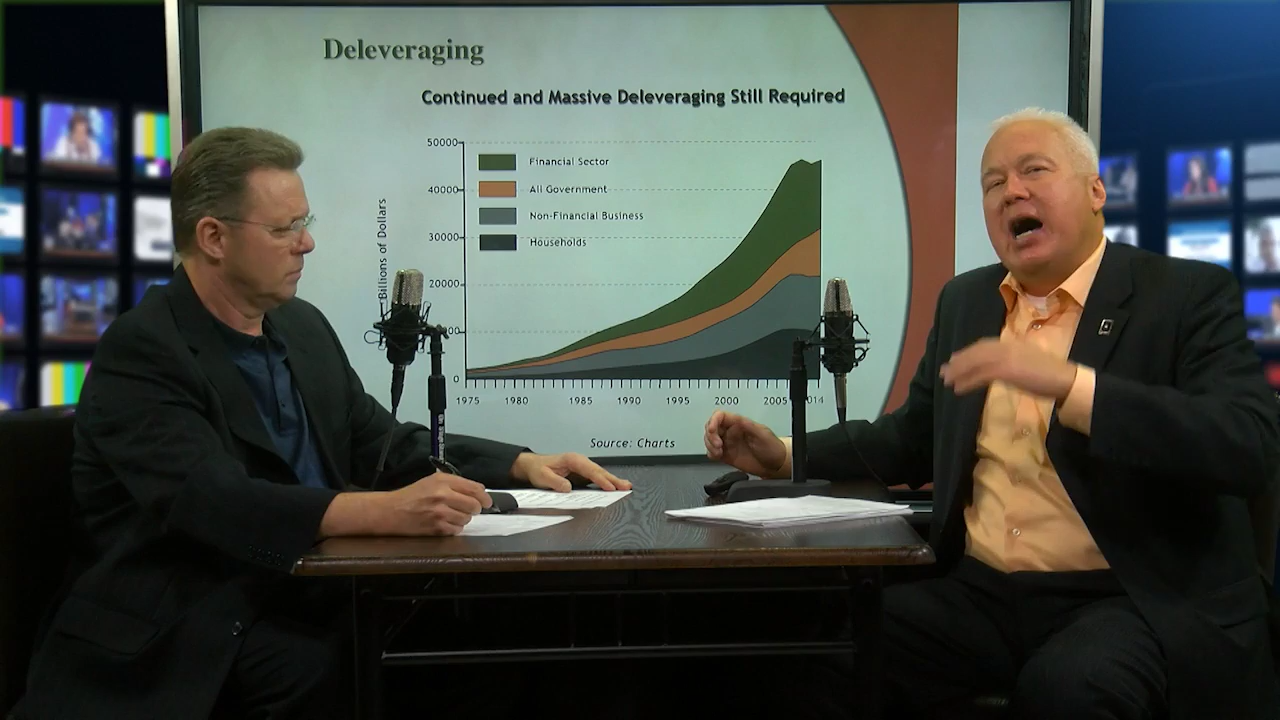 Deleveraging
Continued and Massive Deleveraging Still Required
50000
Financial Sector
40000
All Government
Non-Financial Business
30000
Households
20000
Billions of Dollars
0
1975 1980 1985 1990 1995 2000 2005 014
Source: Charts